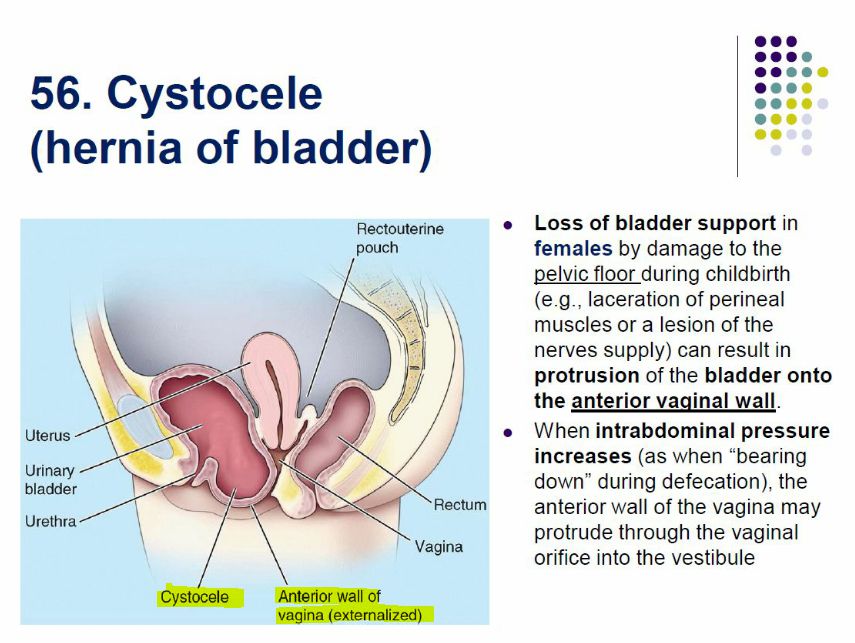 56. Cystocele
(hernia of bladder)
Rectouterine
pouch
Uterus
Urinary
bladder
Urethra
Rectum
Vagina
Cystocele
Anterior wall of
vagina (externalized)
Loss of bladder support in
females by damage to the
pelvic floor during childbirth
(e.g., laceration of perineal
muscles or a lesion of the
nerves supply) can result in
protrusion of the bladder onto
the anterior vaginal wall.
When intrabdominal pressure
increases (as when “bearing
down” during defecation), the
anterior wall of the vagina may
protrude through the vaginal
orifice into the vestibule